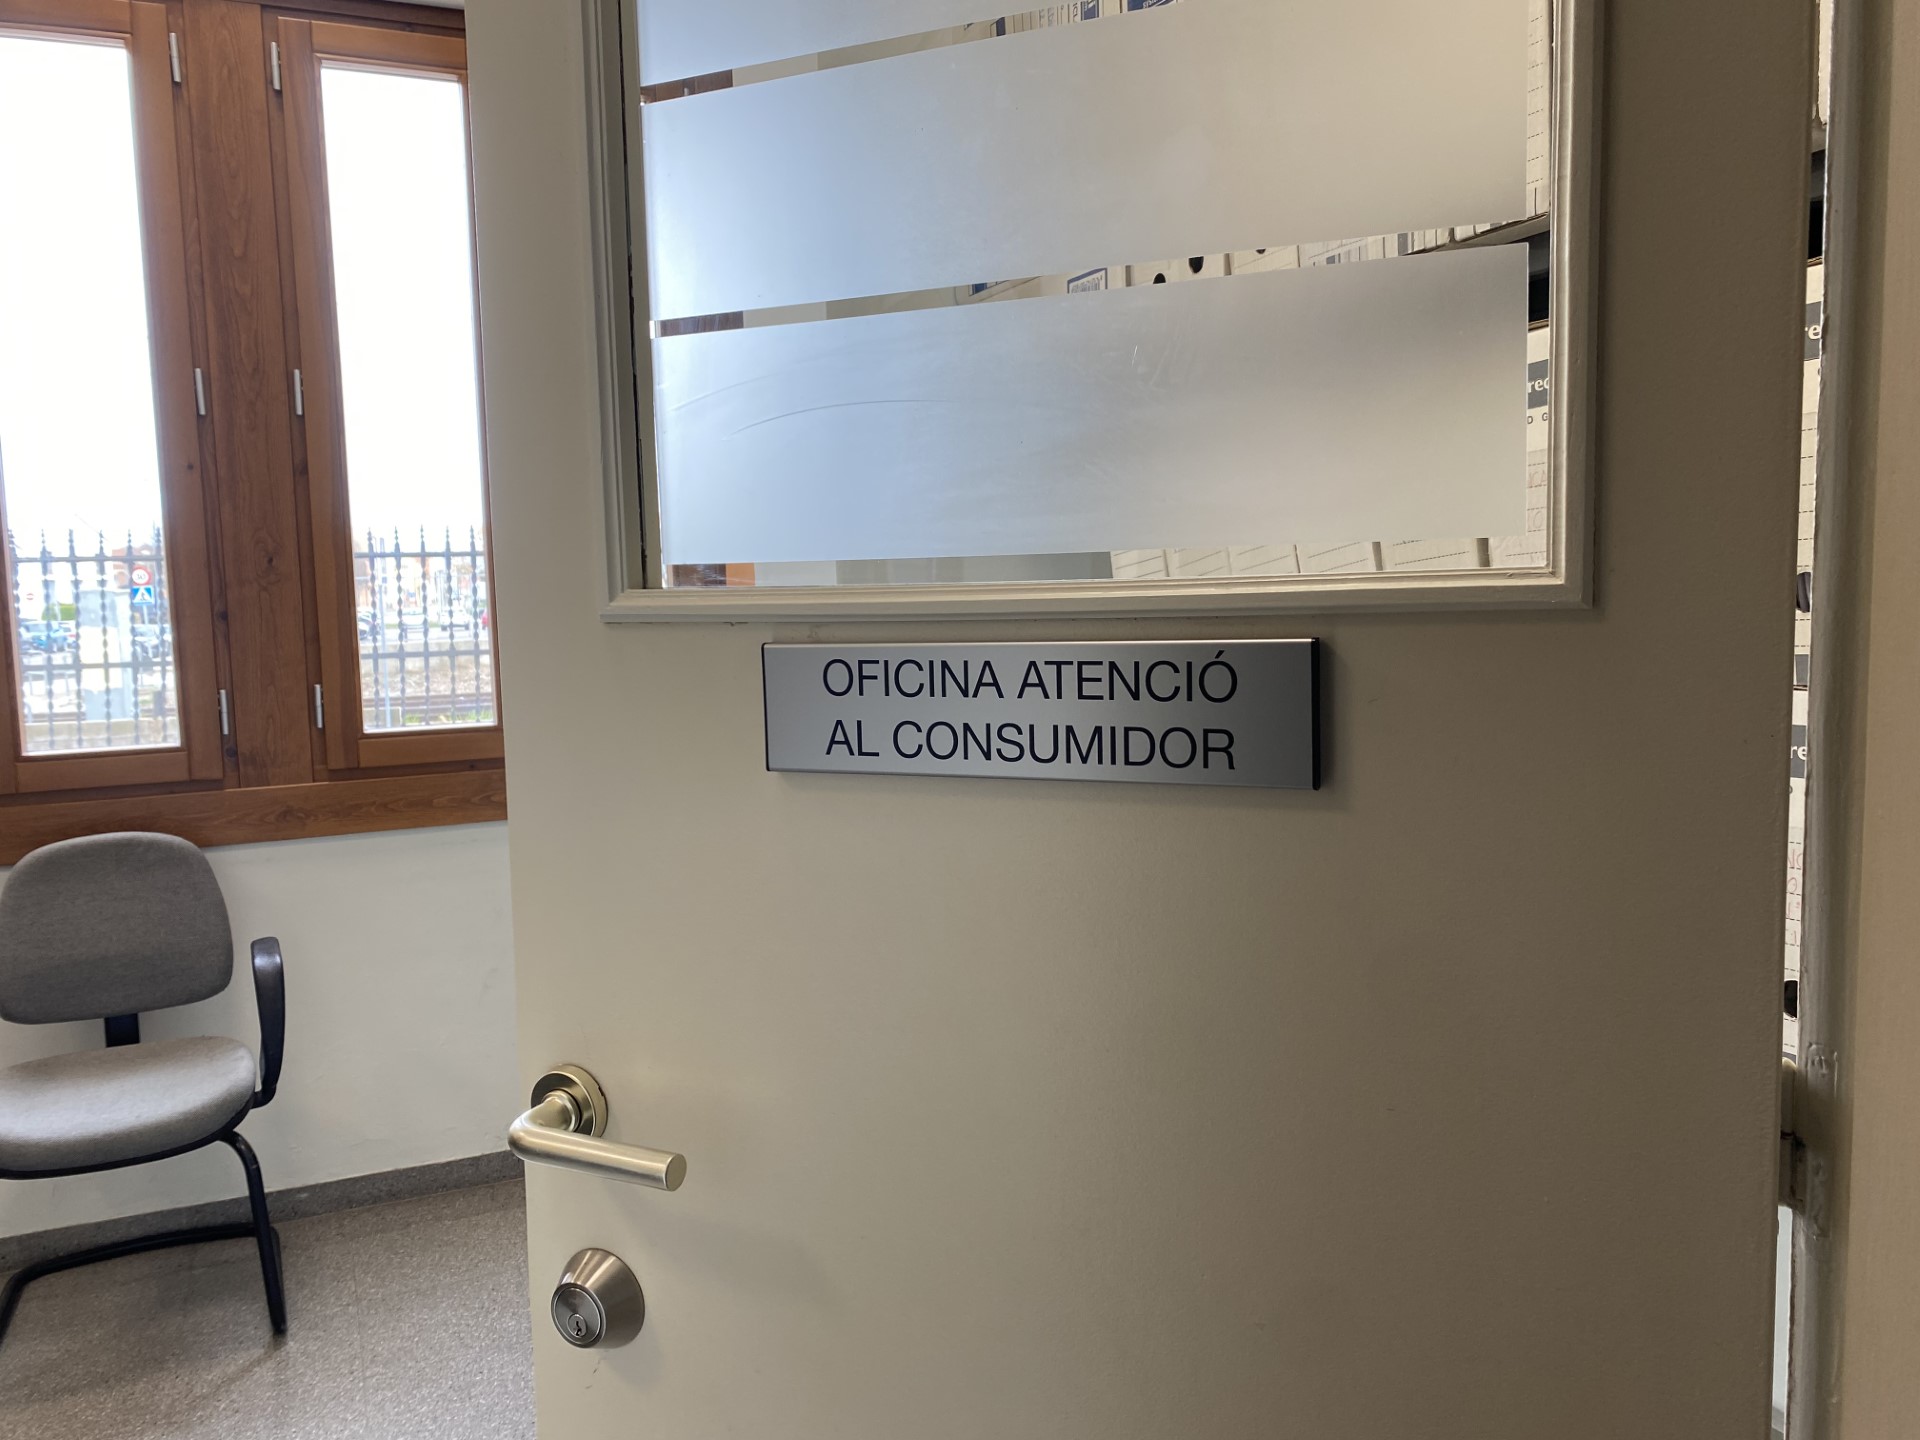 OFICINA ATENCIÓ
AL CONSUMIDOR